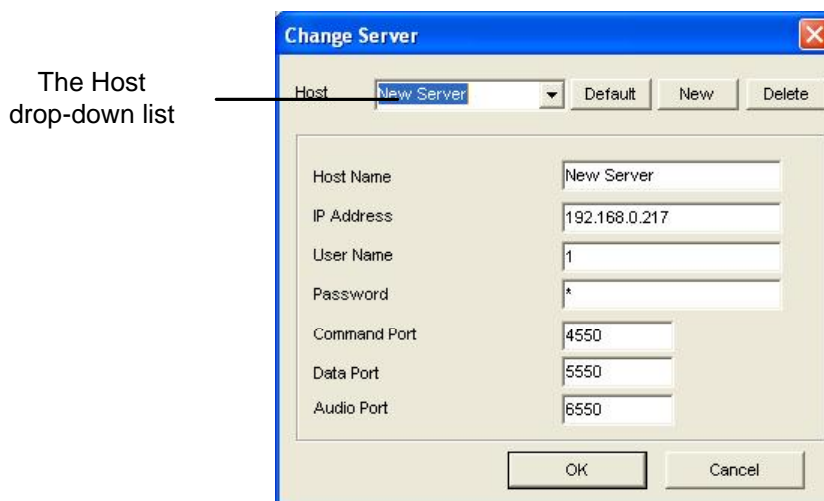 Change Server
The Host
drop-down list
Host New Server Default New Delete
Host Name New Server
IP Address 192.168.0.217
User Name 1
Password *
Command Port 4550
Data Port 5550
Audio Port 6550
OK Cancel